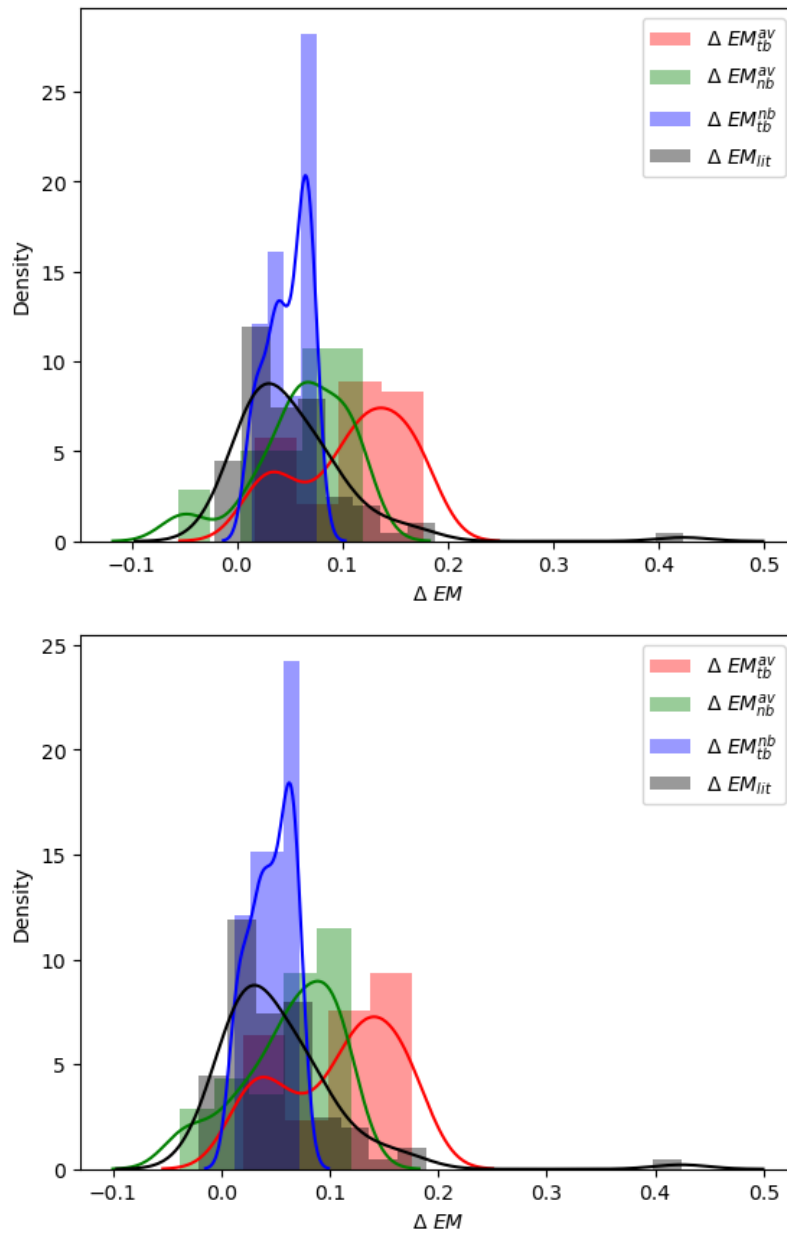 Δ EM^{av}_{tb}
Δ EM^{av}_{nb}
Δ EM^{nb}_{tb}
Δ EM_{lit}
Density
25
20
15
10
5
0
−0.1 0.0 0.1 0.2 0.3 0.4 0.5
Δ EM
Δ EM^{av}_{tb}
Δ EM^{av}_{nb}
Δ EM^{nb}_{tb}
Δ EM_{lit}
Density
25
20
15
10
5
0
−0.1 0.0 0.1 0.2 0.3 0.4 0.5
Δ EM